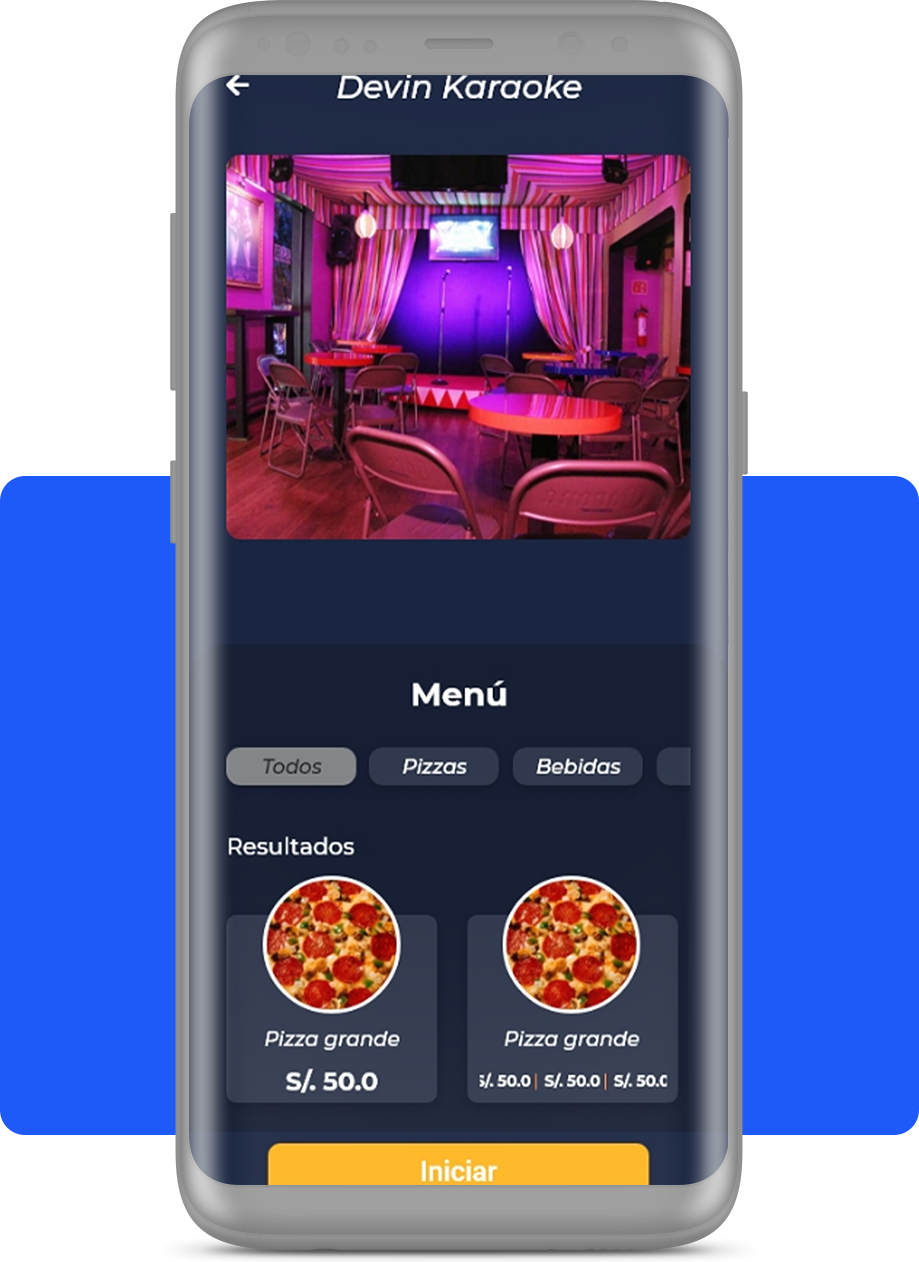 Devin Karaoke
Menú
Todos
Pizzas
Bebidas
Resultados
Pizza grande
Pizza grande
S/. 50.0
S/. 50.0 | S/. 50.0 | S/. 50.0
Iniciar